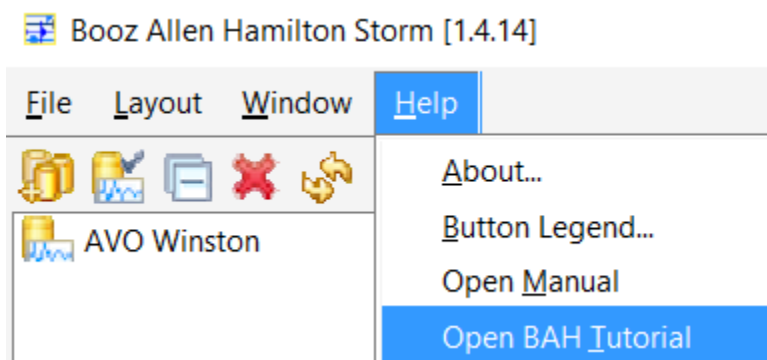 Booz Allen Hamilton Storm [1.4.14]
File Layout Window Help
About...
AVO Winston
Button Legend...
Open Manual
Open BAH Tutorial